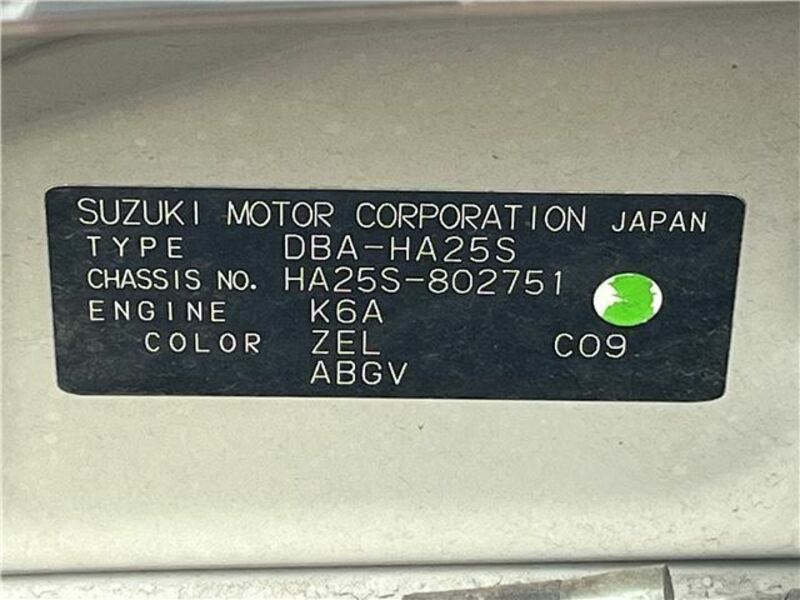 SUZUKI MOTOR CORPORATION JAPAN
TYPE DBA-HA25S
CHASSIS NO. HA25S-802751
ENGINE K6A
COLOR ZEL C09
ABGV